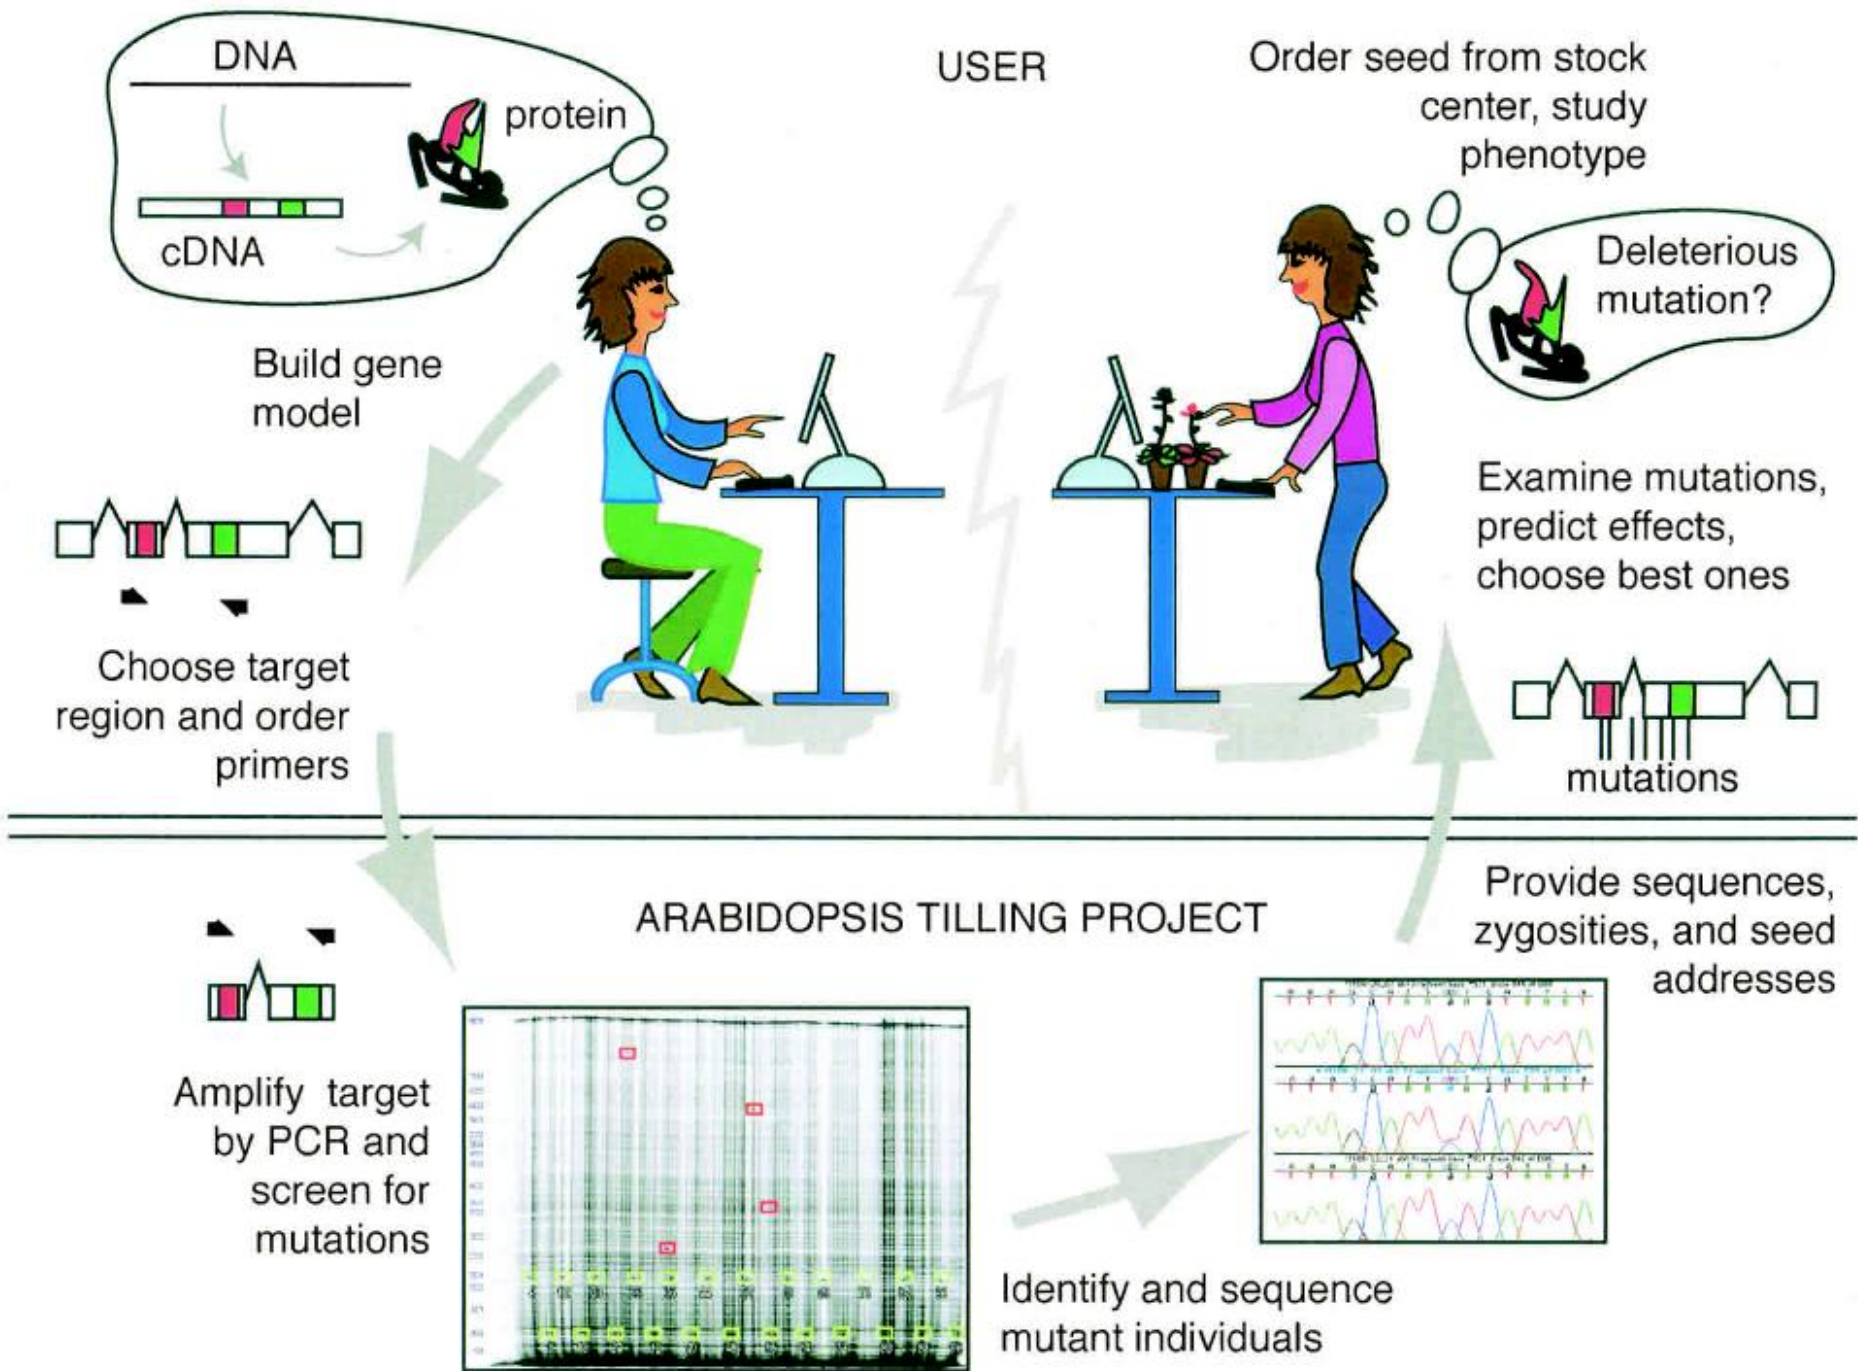 DNA
protein
cDNA
USER
Order seed from stock
center, study
phenotype
Deleterious
mutation?
Build gene
model
Examine mutations,
predict effects,
choose best ones
Choose target
region and order
primers
mutations
ARABIDOPSIS TILLING PROJECT
Provide sequences,
zygosities, and seed
addresses
Amplify target
by PCR and
screen for
mutations
Identify and sequence
mutant individuals